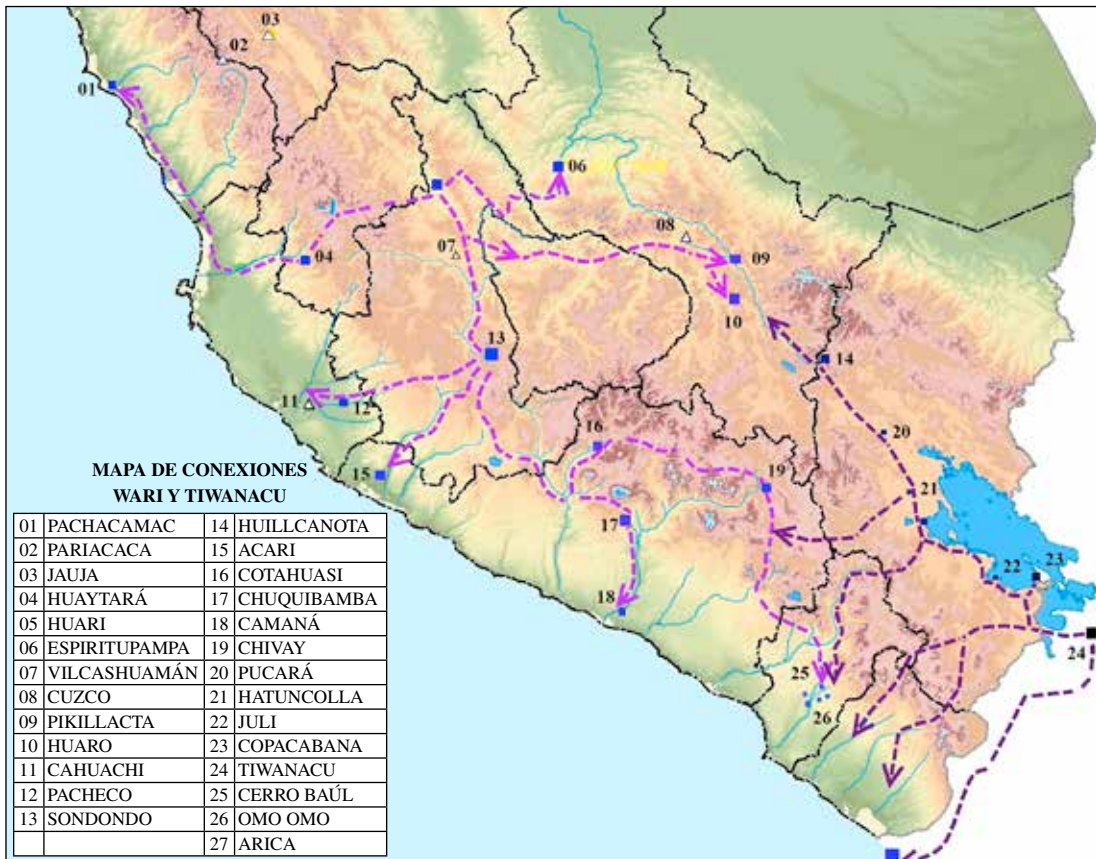 03
02
01
06
08
07
04
09
10
14
13
11
12
16
20
15
19
21
17
22
23
18
24
25
26
MAPA DE CONEXIONES
WARI Y TIWANACU
01 PACHACAMAC 14 HUILLCANOTA
02 PARIACACA 15 ACARI
03 JAUJA 16 COTAHUASI
04 HUAYTARÁ 17 CHUQUIBAMBA
05 HUARI 18 CAMANÁ
06 ESPIRITUPAMPA 19 CHIVAY
07 VILCASHUAMÁN 20 PUCARÁ
08 CUZCO 21 HATUNCOLLA
09 PIKILLACTA 22 JULI
10 HUARO 23 COPACABANA
11 CAHUACHI 24 TIWANACU
12 PACHECO 25 CERRO BAÚL
13 SONDONDO 26 OMO OMO
27 ARICA